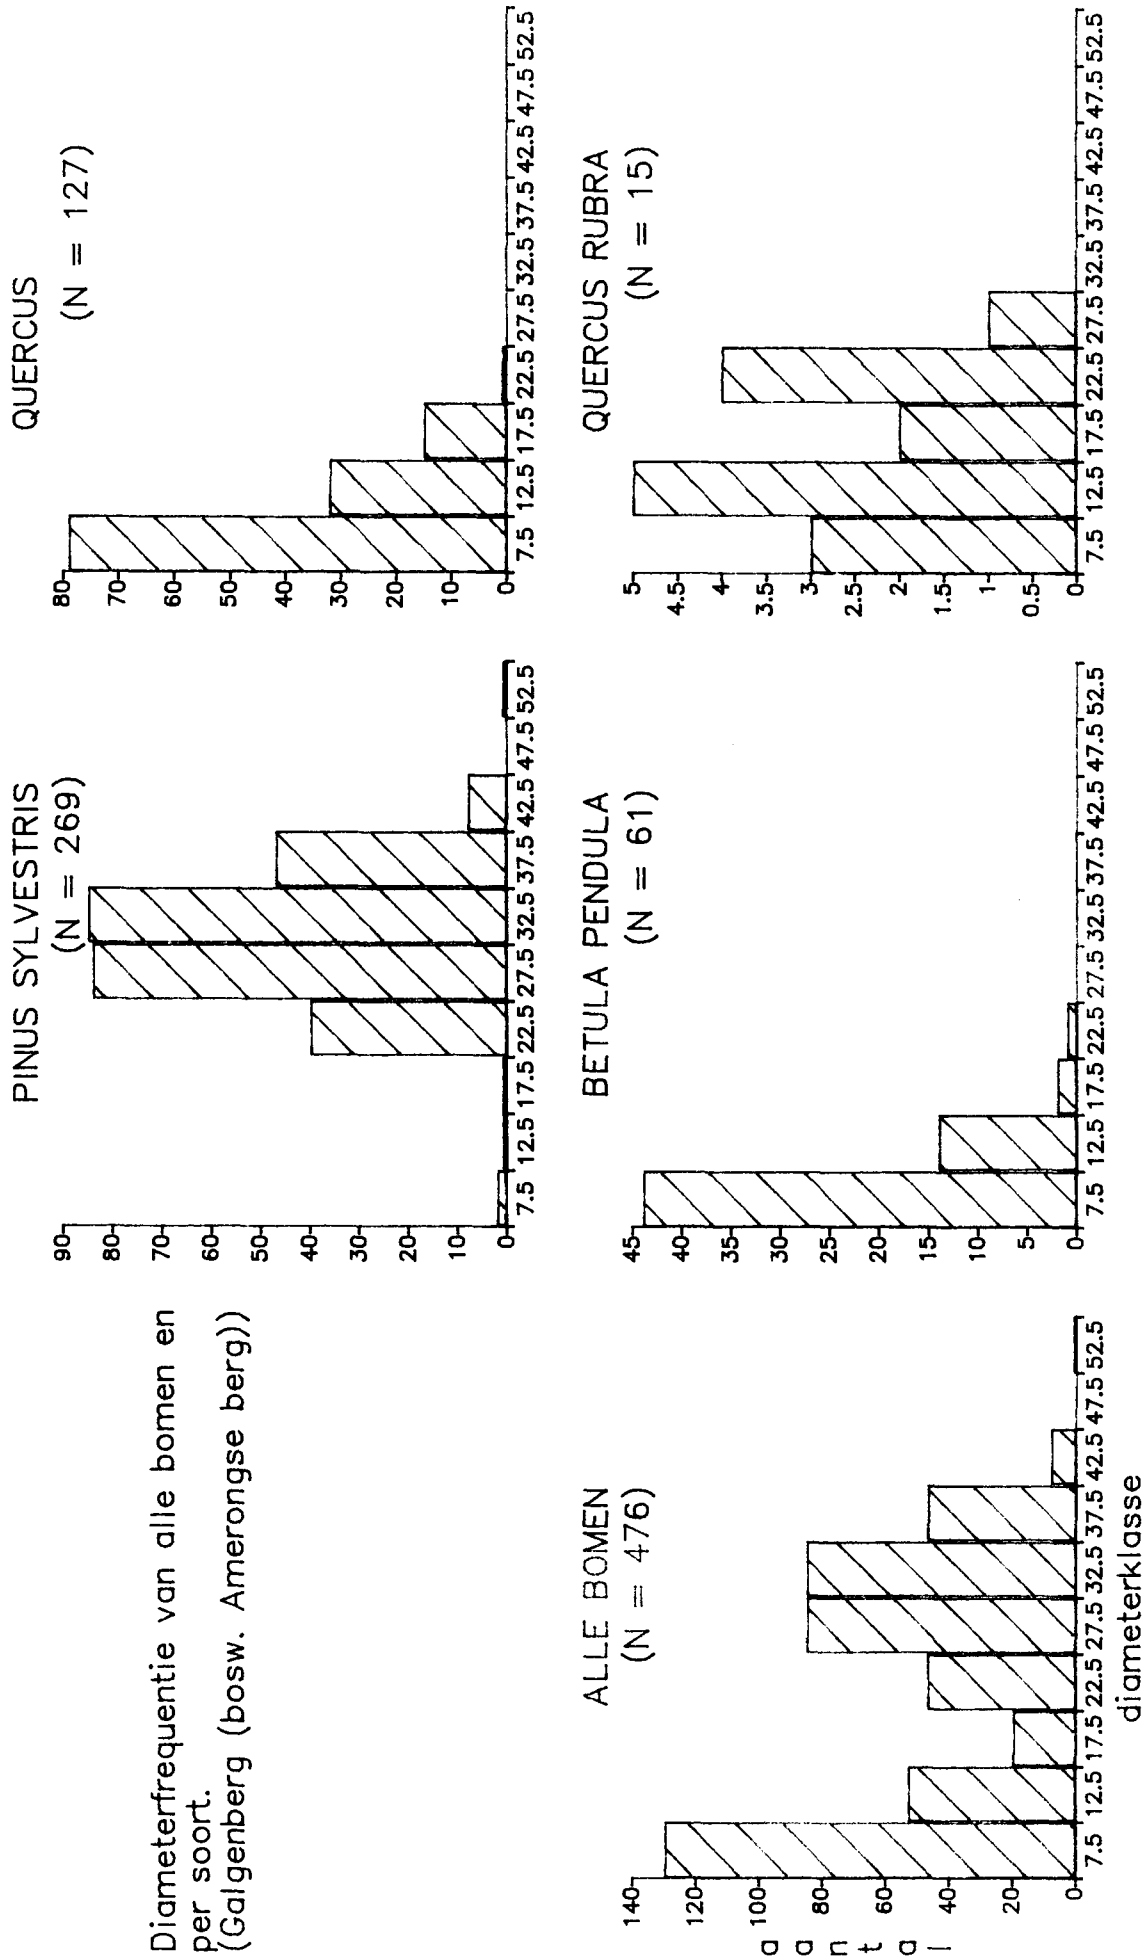 Diameterfrequentie van alle bomen en
per soort.
(Galgenberg (bosw. Amerongse berg))
PINUS SYLVESTRIS
(N = 269)
90
80
70
60
50
40
30
20
10
0
7.5 12.5 17.5 22.5 27.5 32.5 37.5 42.5 47.5 52.5
QUERCUS
(N = 127)
80
70
60
50
40
30
20
10
0
7.5 12.5 17.5 22.5 27.5 32.5 37.5 42.5 47.5 52.5
ALLE BOMEN
(N = 476)
140
120
100
80
60
40
20
0
aantal
7.5 12.5 17.5 22.5 27.5 32.5 37.5 42.5 47.5 52.5
diameterklasse
BETULA PENDULA
(N = 61)
45
40
35
30
25
20
15
10
5
0
7.5 12.5 17.5 22.5 27.5 32.5 37.5 42.5 47.5 52.5
QUERCUS RUBRA
(N = 15)
5
4.5
4
3.5
3
2.5
2
1.5
1
0.5
0
7.5 12.5 17.5 22.5 27.5 32.5 37.5 42.5 47.5 52.5